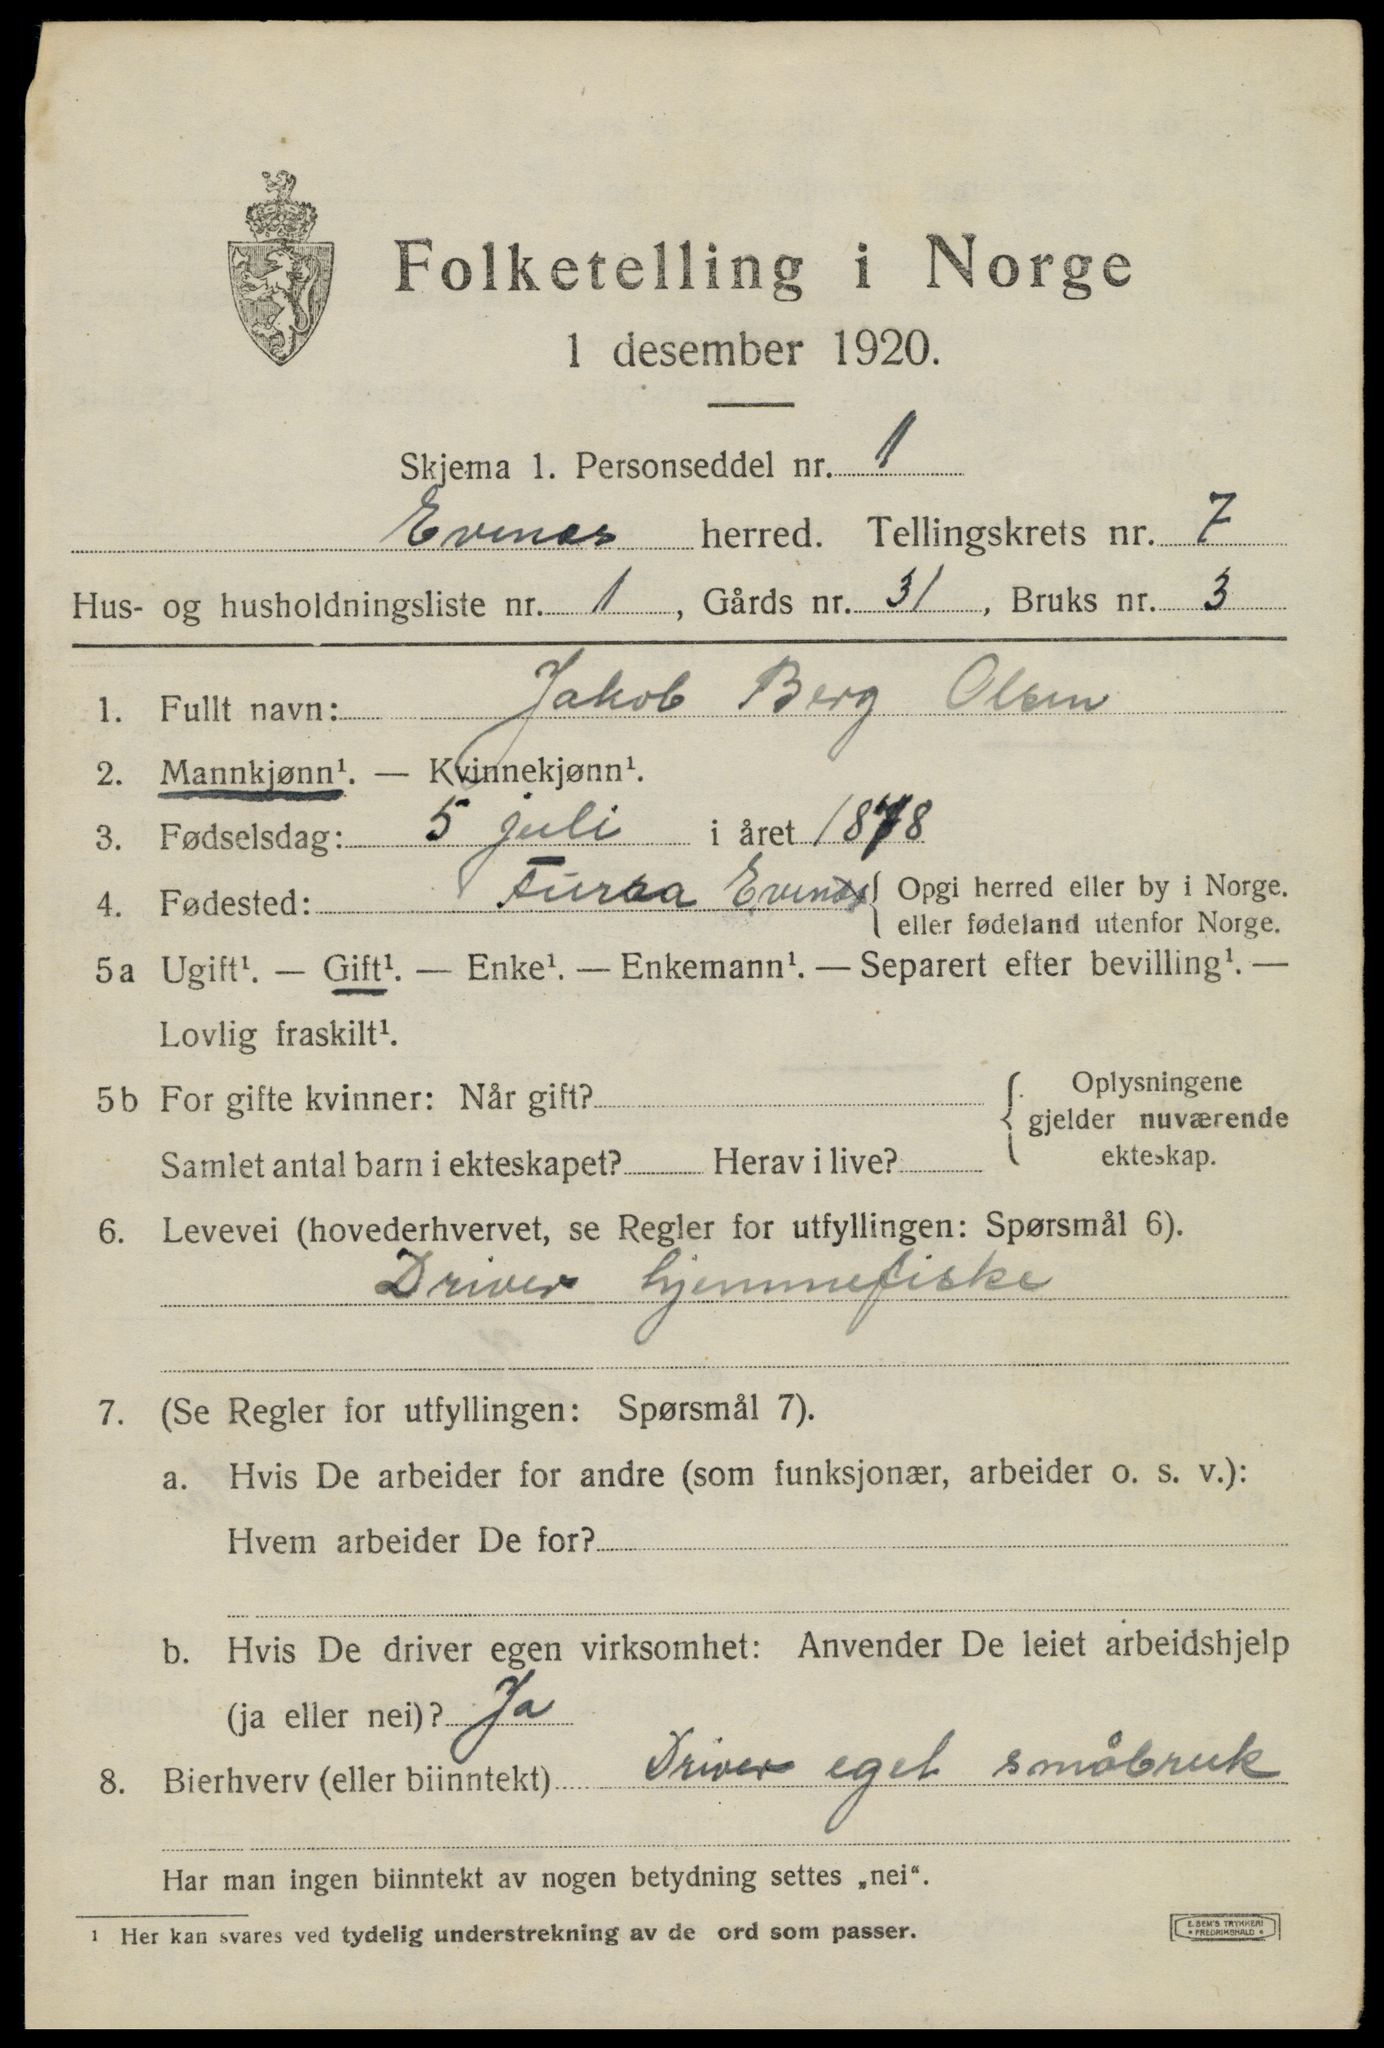 Folketelling i Norge
1 desember 1920.
Skjema 1. Personseddel nr. 1
Evenes herred. Tellingskrets nr. 7
Hus- og husholdningsliste nr. 1, Gårds nr. 31, Bruks nr. 3
1. Fullt navn: Jakob Berg Olsen
2. Mannkjønn¹. — Kvinnekjønn¹.
3. Fødselsdag: 5 juli i året 1878
4. Fødested: Evenes { Opgi herred eller by i Norge.
eller fødeland utenfor Norge.
5a Ugift¹. — Gift¹. — Enke¹. — Enkemann¹. — Separert efter bevilling¹. —
Lovlig fraskilt¹.
5b For gifte kvinner: Når gift?
Samlet antal barn i ekteskapet? Herav i live?
{ Oplysningene
gjelder nuværende
ekteskap.
6. Levevei (hovederhvervet, se Regler for utfyllingen: Spørsmål 6).
Driver hjemmefiske
7. (Se Regler for utfyllingen: Spørsmål 7).
a. Hvis De arbeider for andre (som funksjonær, arbeider o. s. v.):
Hvem arbeider De for?
b. Hvis De driver egen virksomhet: Anvender De leiet arbeidshjelp
(ja eller nei)? Ja
8. Bierhverv (eller biinntekt) Driver eget småbruk
Har man ingen biinntekt av nogen betydning settes „nei“.
¹ Her kan svares ved tydelig understrekning av de ord som passer.
E. SEM'S TRYKKERI
* FREDRIKSHALD *